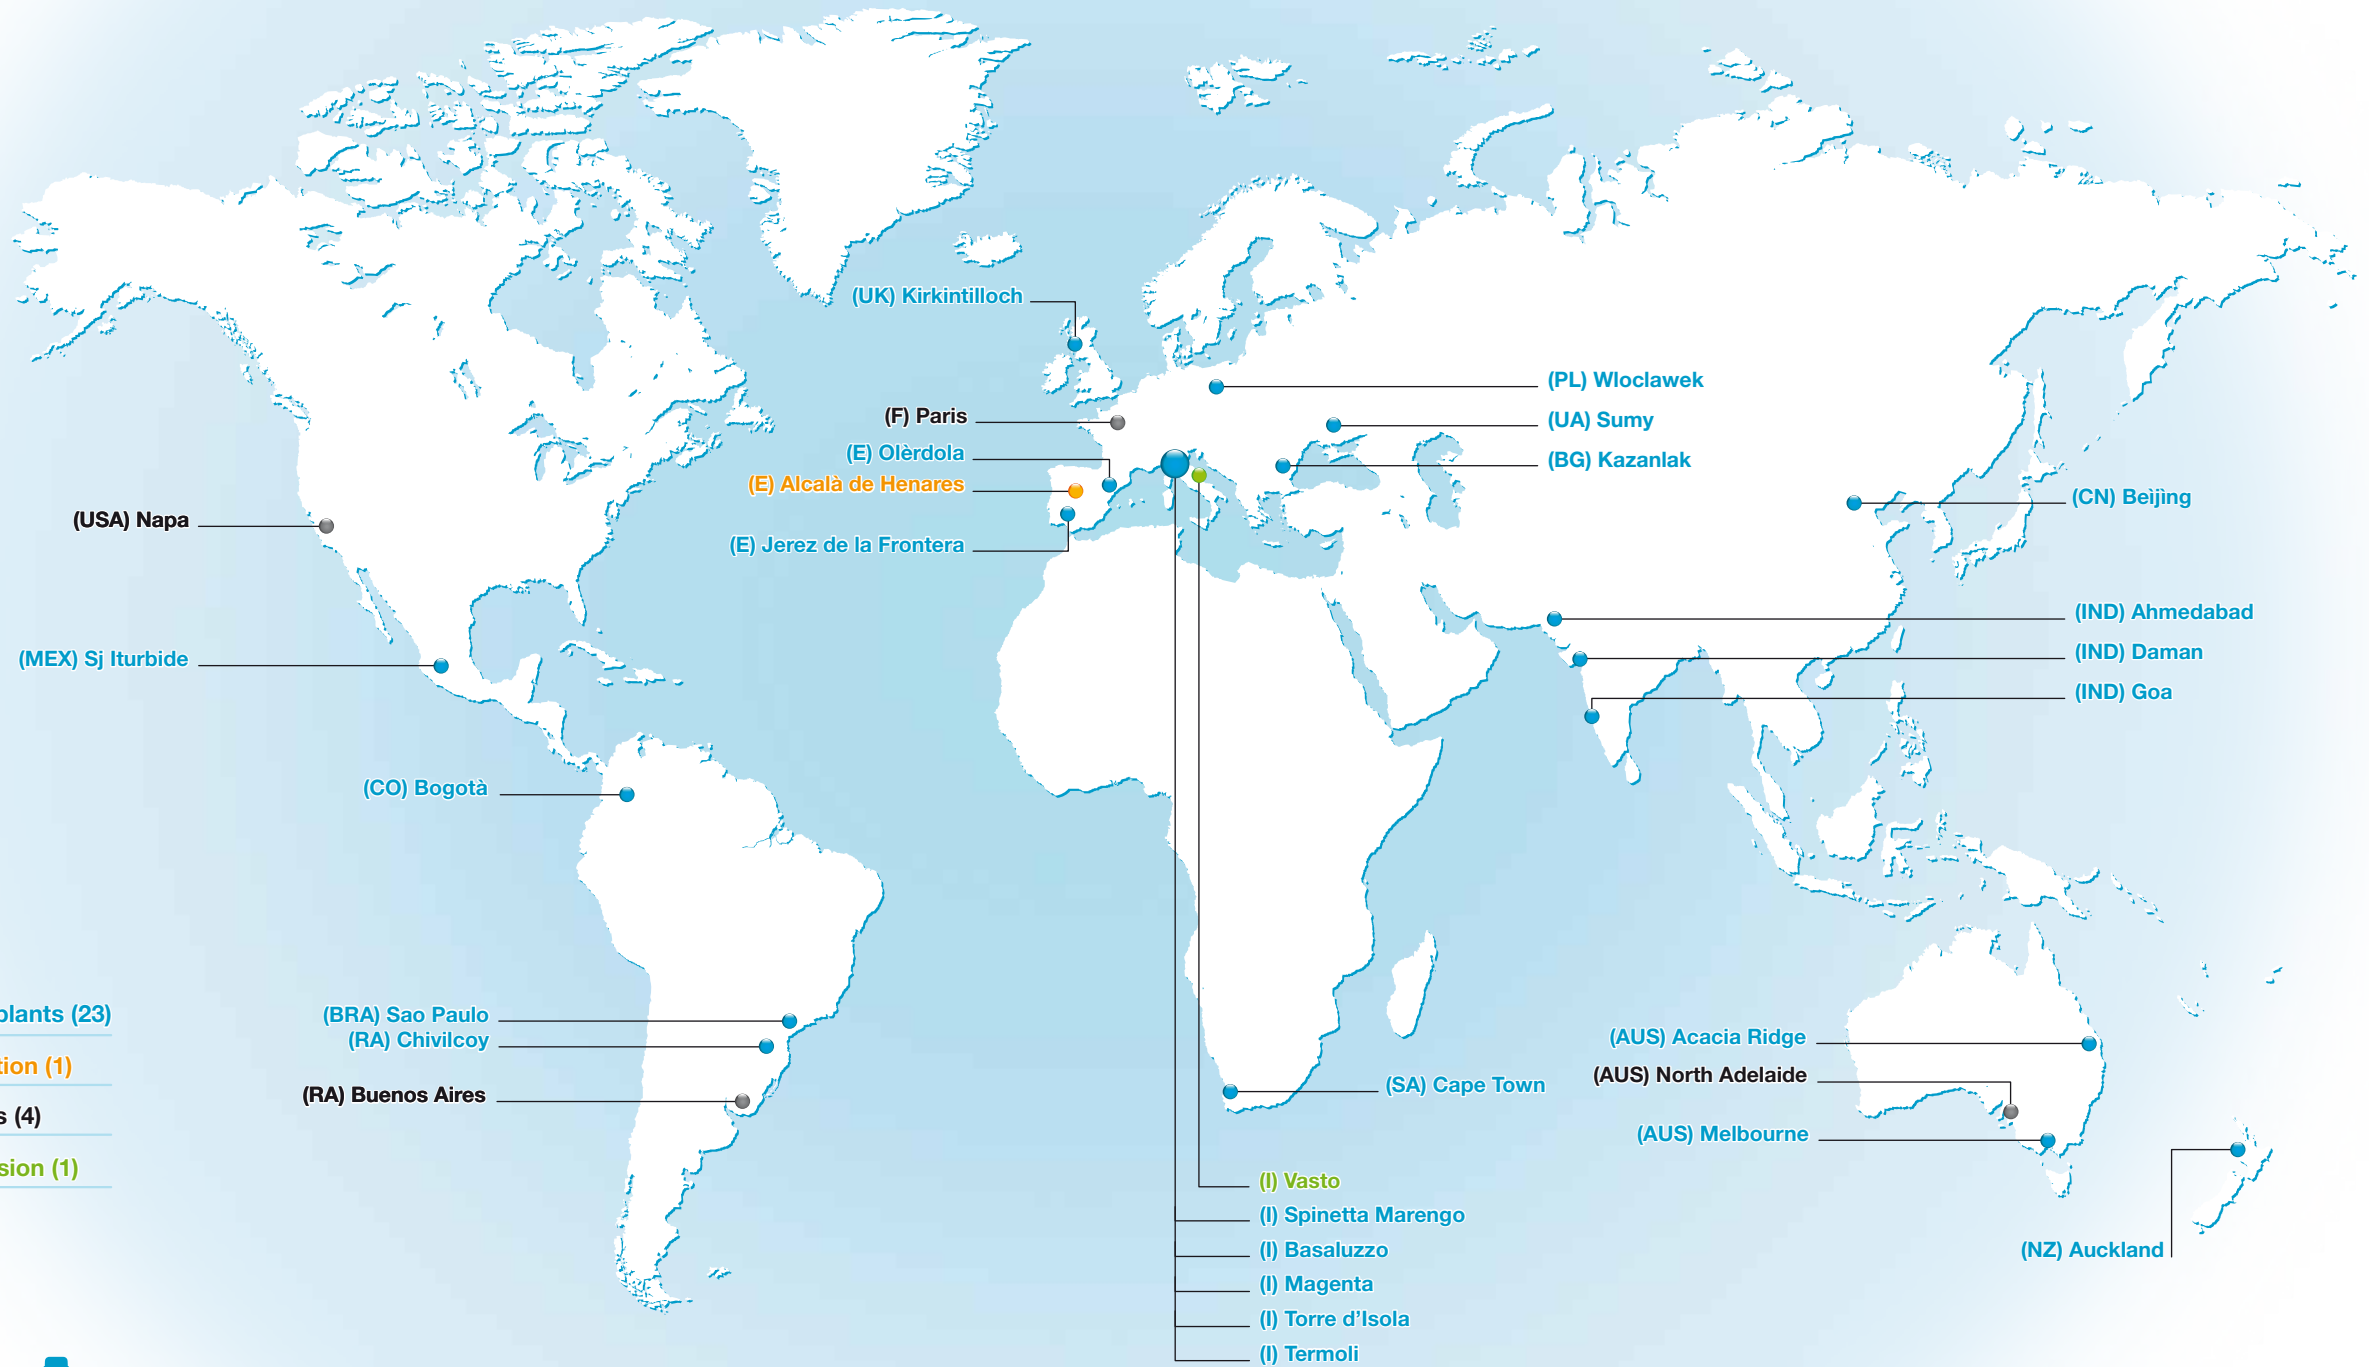 (UK) Kirkintilloch
(PL) Wloclawek
(F) Paris
(UA) Sumy
(E) Olèrdola
(BG) Kazanlak
(E) Alcalà de Henares
(CN) Beijing
(USA) Napa
(E) Jerez de la Frontera
(IND) Ahmedabad
(MEX) Sj Iturbide
(IND) Daman
(IND) Goa
(CO) Bogotà
plants (23)
(BRA) Sao Paulo
(RA) Chivilcoy
(AUS) Acacia Ridge
tion (1)
(AUS) North Adelaide
(SA) Cape Town
(RA) Buenos Aires
s (4)
(AUS) Melbourne
sion (1)
(I) Vasto
(I) Spinetta Marengo
(I) Basaluzzo
(NZ) Auckland
(I) Magenta
(I) Torre d'Isola
(I) Termoli